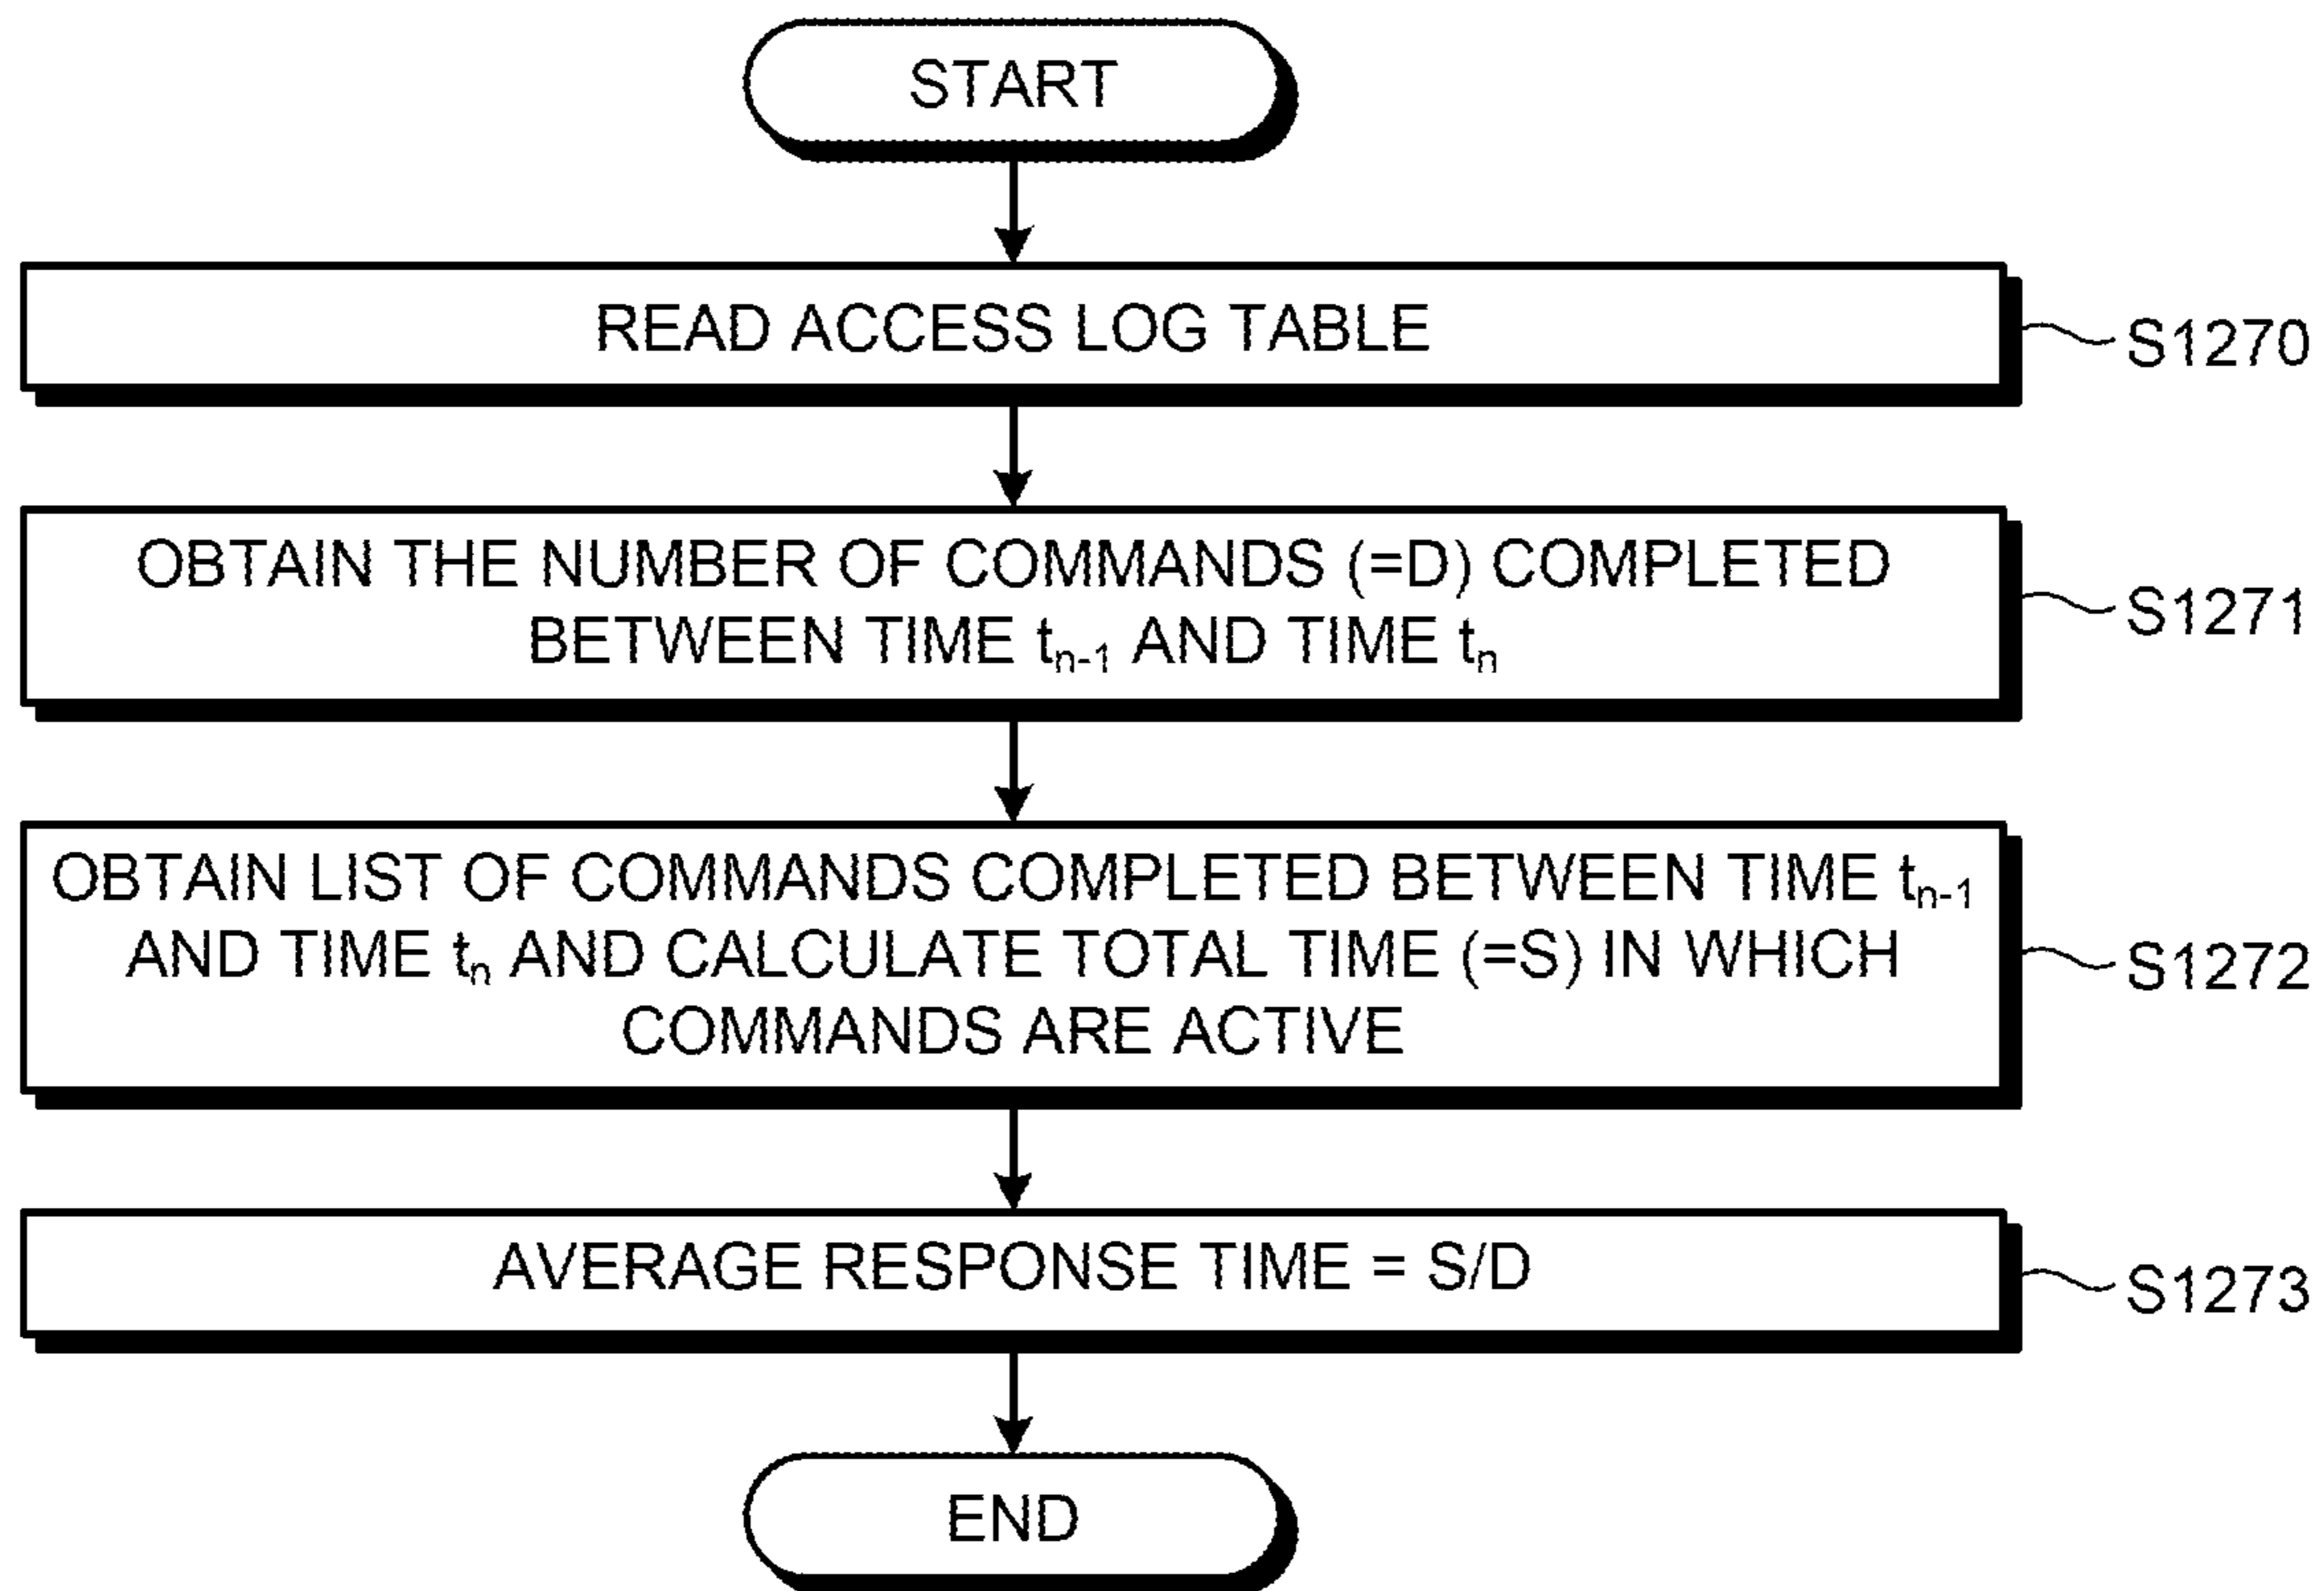 START
READ ACCESS LOG TABLE
S1270
OBTAIN THE NUMBER OF COMMANDS (=D) COMPLETED
BETWEEN TIME tₙ₋₁ AND TIME tₙ
S1271
OBTAIN LIST OF COMMANDS COMPLETED BETWEEN TIME tₙ₋₁
AND TIME tₙ AND CALCULATE TOTAL TIME (=S) IN WHICH
COMMANDS ARE ACTIVE
S1272
AVERAGE RESPONSE TIME = S/D
S1273
END